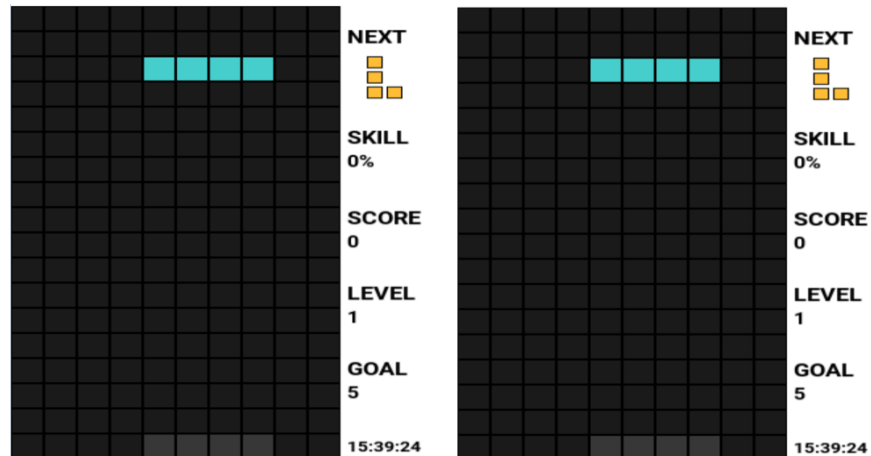 NEXT
SKILL
0%
SCORE
0
LEVEL
1
GOAL
5
15:39:24
NEXT
SKILL
0%
SCORE
0
LEVEL
1
GOAL
5
15:39:24